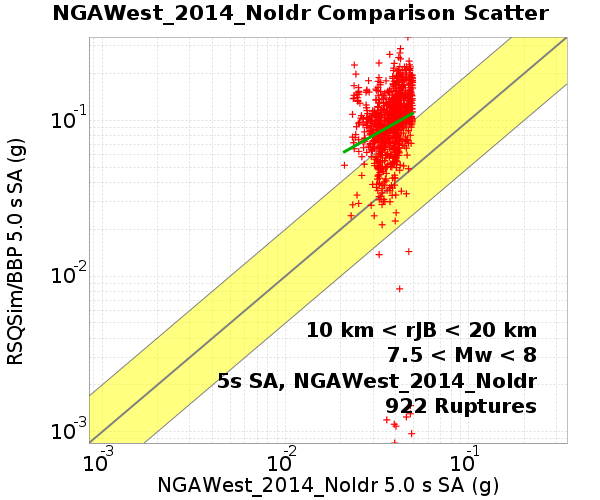 NGAWest_2014_NoIdr Comparison Scatter
RSQSim/BBP 5.0 s SA (g)
10-1
10-2
10-3
10 km < rJB < 20 km
7.5 < Mw < 8
5s SA, NGAWest_2014_NoIdr
922 Ruptures
10-3
10-2
10-1
NGAWest_2014_NoIdr 5.0 s SA (g)